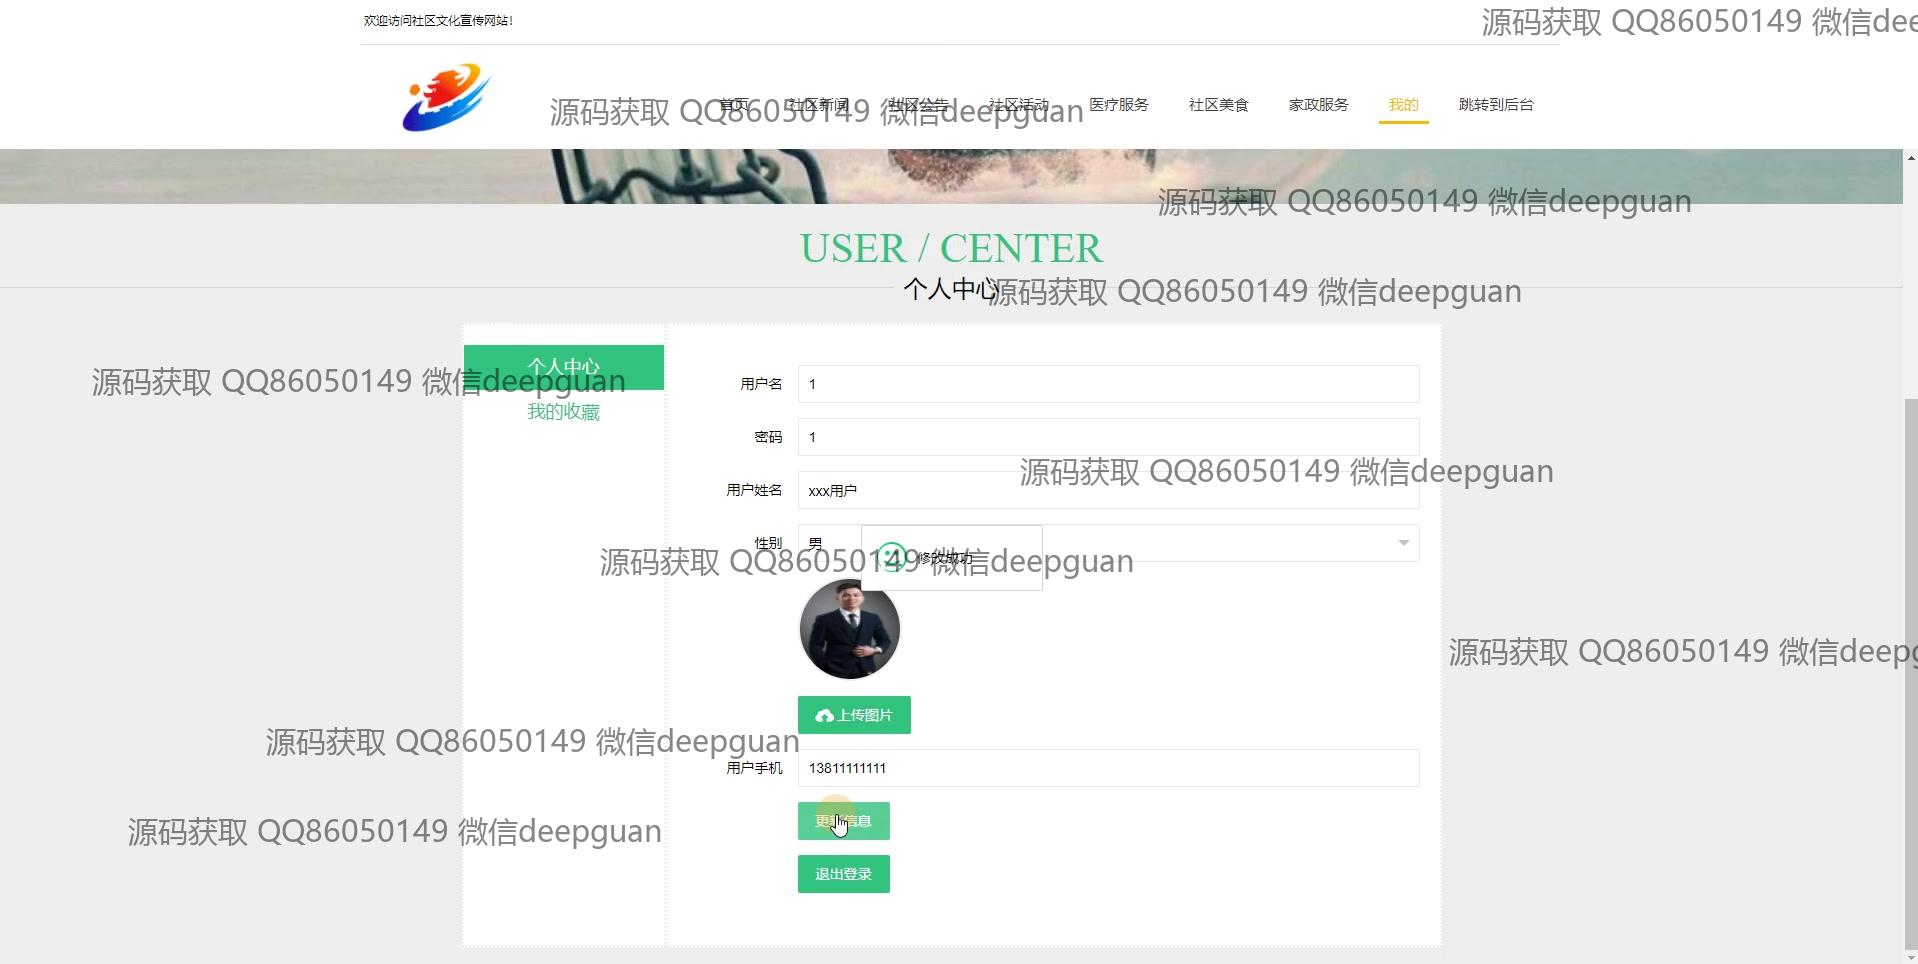 欢迎访问社区文化宣传网站!
源码获取 QQ86050149 微信dee
首页
社区新闻
社区公告
社区活动
医疗服务
社区美食
家政服务
我的
跳转到后台
源码获取 QQ86050149 微信deepguan
源码获取 QQ86050149 微信deepguan
USER / CENTER
个人中心
源码获取 QQ86050149 微信deepguan
个人中心
源码获取 QQ86050149 微信deepguan
我的收藏
用户名 1
密码 1
源码获取 QQ86050149 微信deepguan
用户姓名 xxx用户
性别 男
修改成功
源码获取 QQ86050149 微信deepguan
源码获取 QQ86050149 微信deepg
上传图片
源码获取 QQ86050149 微信deepguan
用户手机 13811111111
更新信息
源码获取 QQ86050149 微信deepguan
退出登录